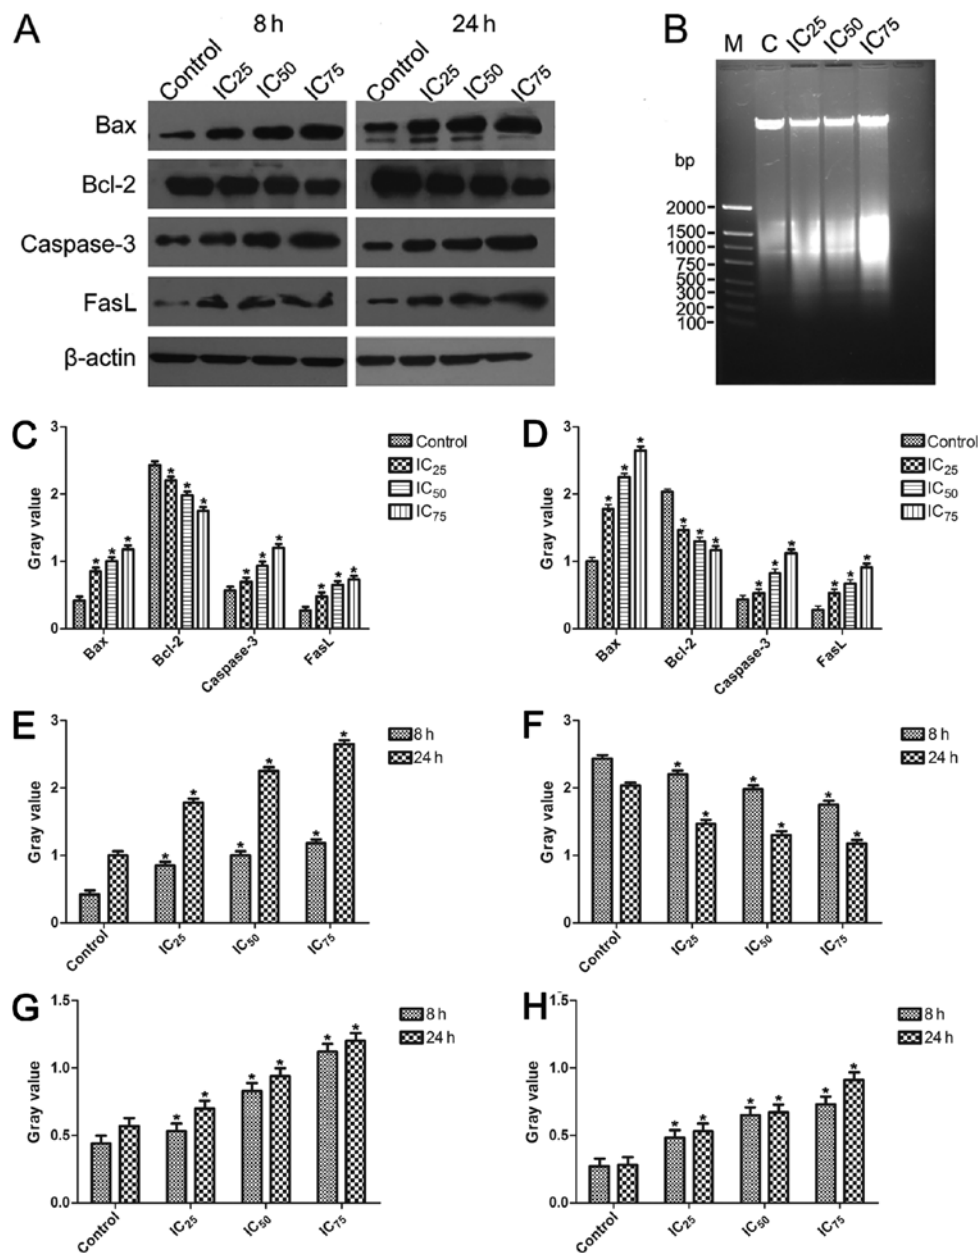 A
8 h
24 h
Control
IC25
IC50
IC75
Control
IC25
IC50
IC75
Bax
Bcl-2
Caspase-3
FasL
β-actin
B
M
C
IC25
IC50
IC75
bp
2000
1500
1000
750
500
300
200
100
C
3
2
1
0
Gray value
*
*
*
*
*
*
*
*
*
*
*
*
Bax
Bcl-2
Caspase-3
FasL
Control
IC25
IC50
IC75
D
3
2
1
0
Gray value
*
*
*
*
*
*
*
*
*
*
*
*
Bax
Bcl-2
Caspase-3
FasL
Control
IC25
IC50
IC75
E
3
2
1
0
Gray value
*
*
*
*
*
*
Control
IC25
IC50
IC75
8 h
24 h
F
3
2
1
0
Gray value
*
*
*
*
*
*
Control
IC25
IC50
IC75
8 h
24 h
G
1.5
1.0
0.5
0.0
Gray value
*
*
*
*
*
*
Control
IC25
IC50
IC75
8 h
24 h
H
1.5
1.0
0.5
0.0
Gray value
*
*
*
*
*
*
Control
IC25
IC50
IC75
8 h
24 h